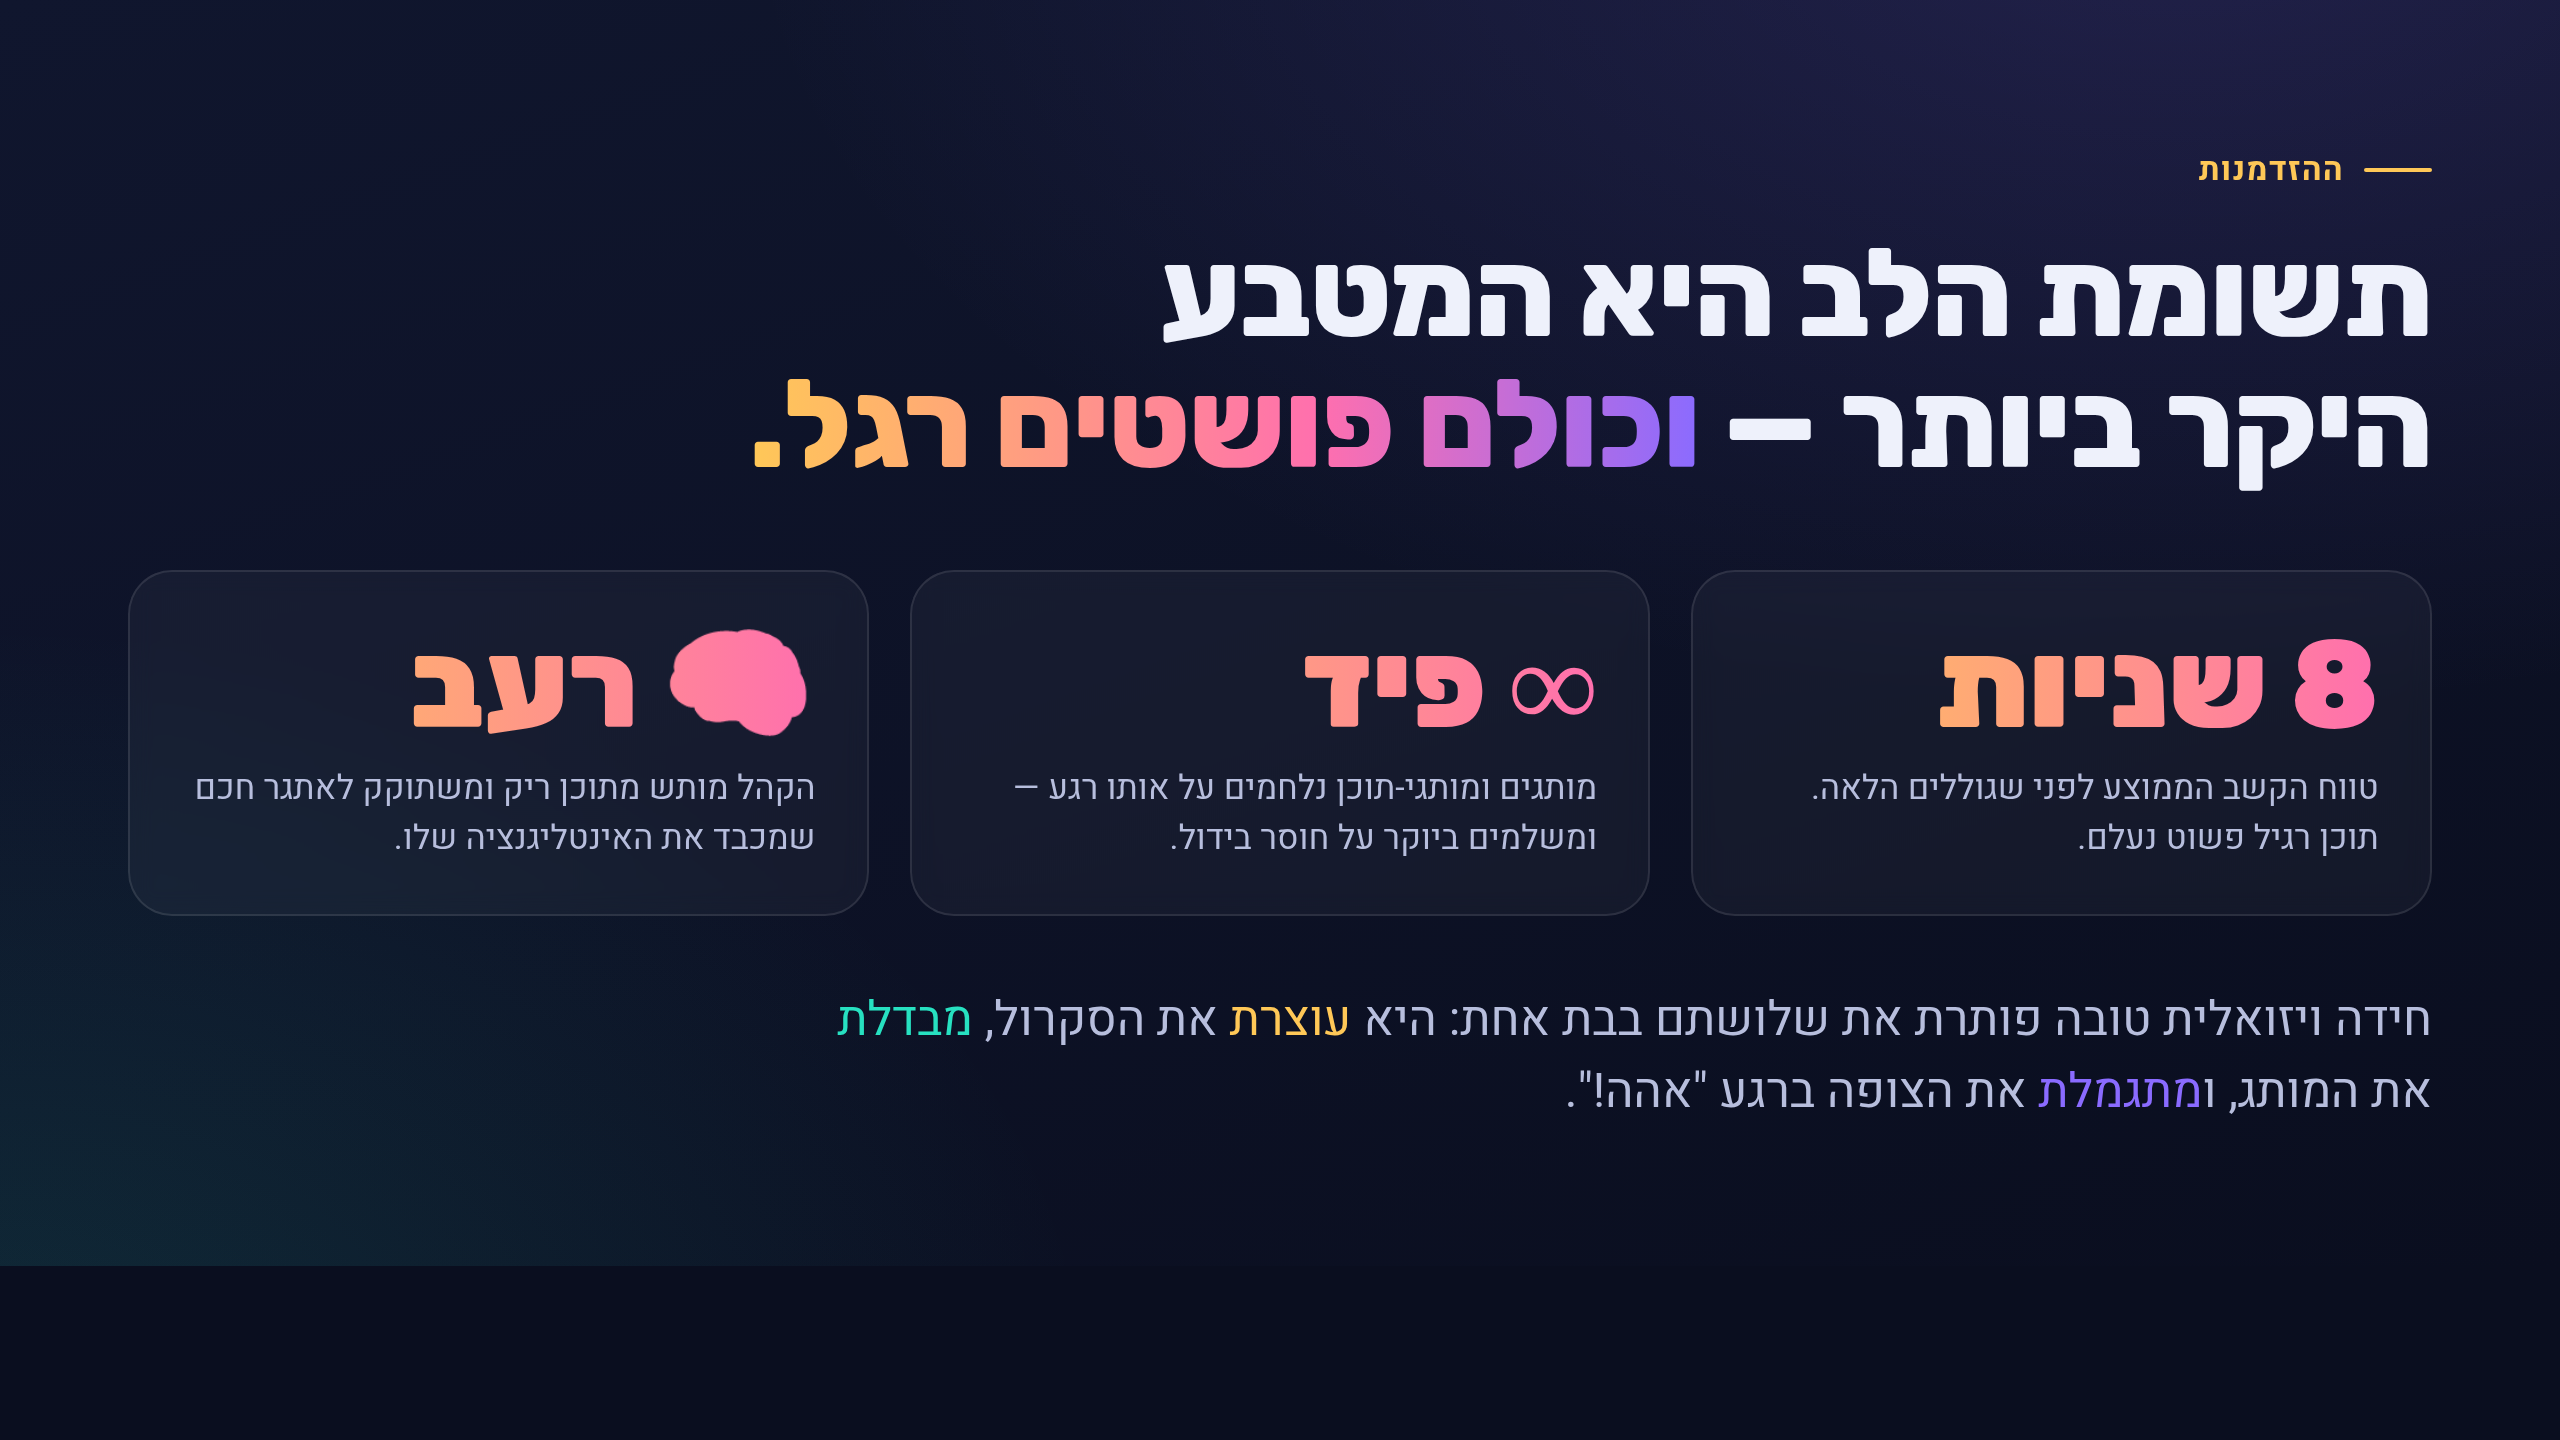 ההזדמנות
תשומת הלב היא המטבע
היקר ביותר – וכולם פושטים רגל.
8 שניות
טווח הקשב הממוצע לפני שגוללים הלאה.
תוכן רגיל פשוט נעלם.
∞ פיד
מותגים ומותגי-תוכן נלחמים על אותו רגע –
ומשלמים ביוקר על חוסר בידול.
רעב
הקהל מותש מתוכן ריק ומשתוקק לאתגר חכם
שמכבד את האינטליגנציה שלו.
חידה ויזואלית טובה פותרת את שלושתם בבת אחת: היא עוצרת את הסקרול, מבדלת
את המותג, ומתגמלת את הצופה ברגע "אהה!".